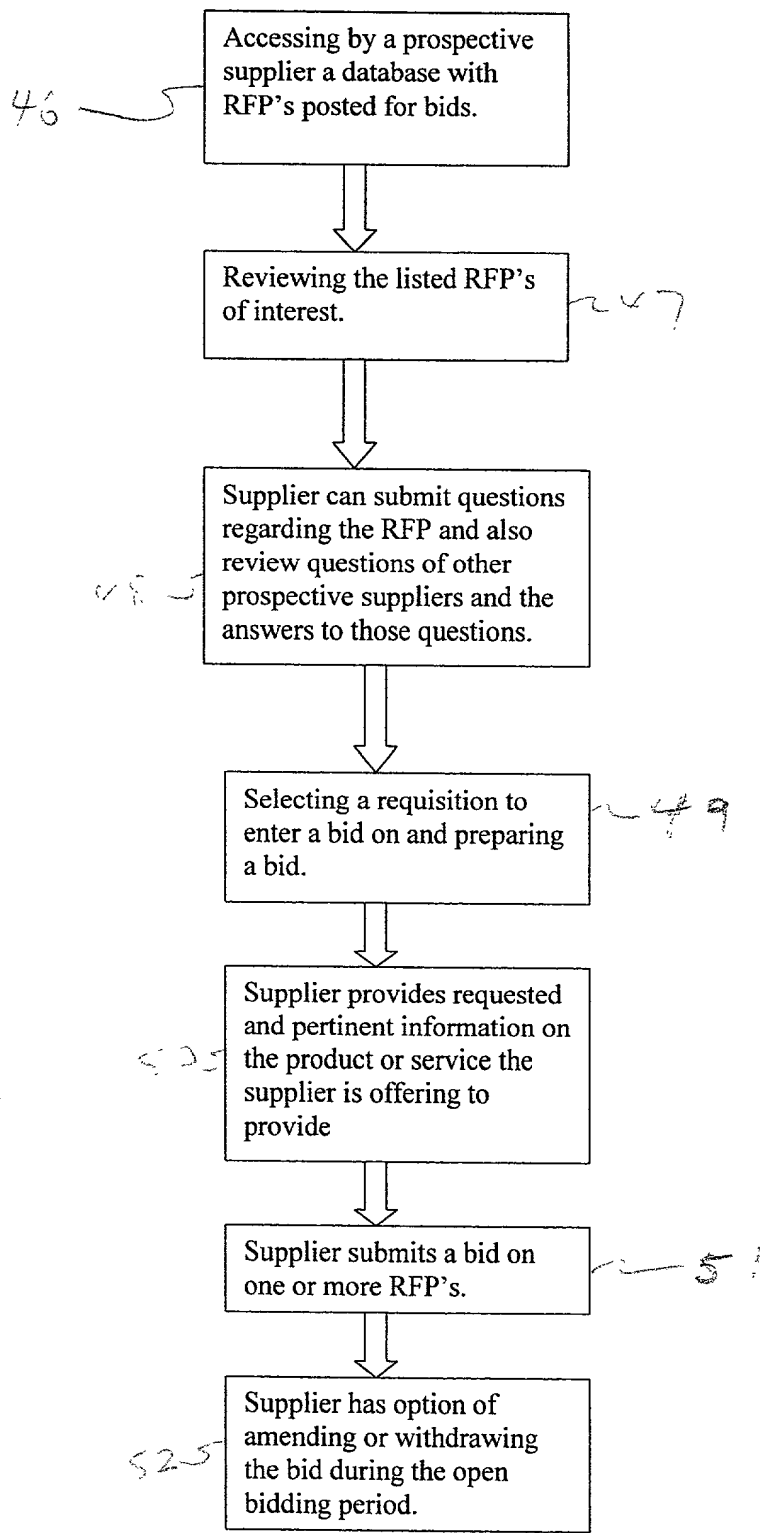 Accessing by a prospective
supplier a database with
RFP's posted for bids.
46
Reviewing the listed RFP's
of interest.
47
Supplier can submit questions
regarding the RFP and also
review questions of other
prospective suppliers and the
answers to those questions.
48
Selecting a requisition to
enter a bid on and preparing
a bid.
49
Supplier provides requested
and pertinent information on
the product or service the
supplier is offering to
provide
Supplier submits a bid on
one or more RFP's.
51
Supplier has option of
amending or withdrawing
the bid during the open
bidding period.
52